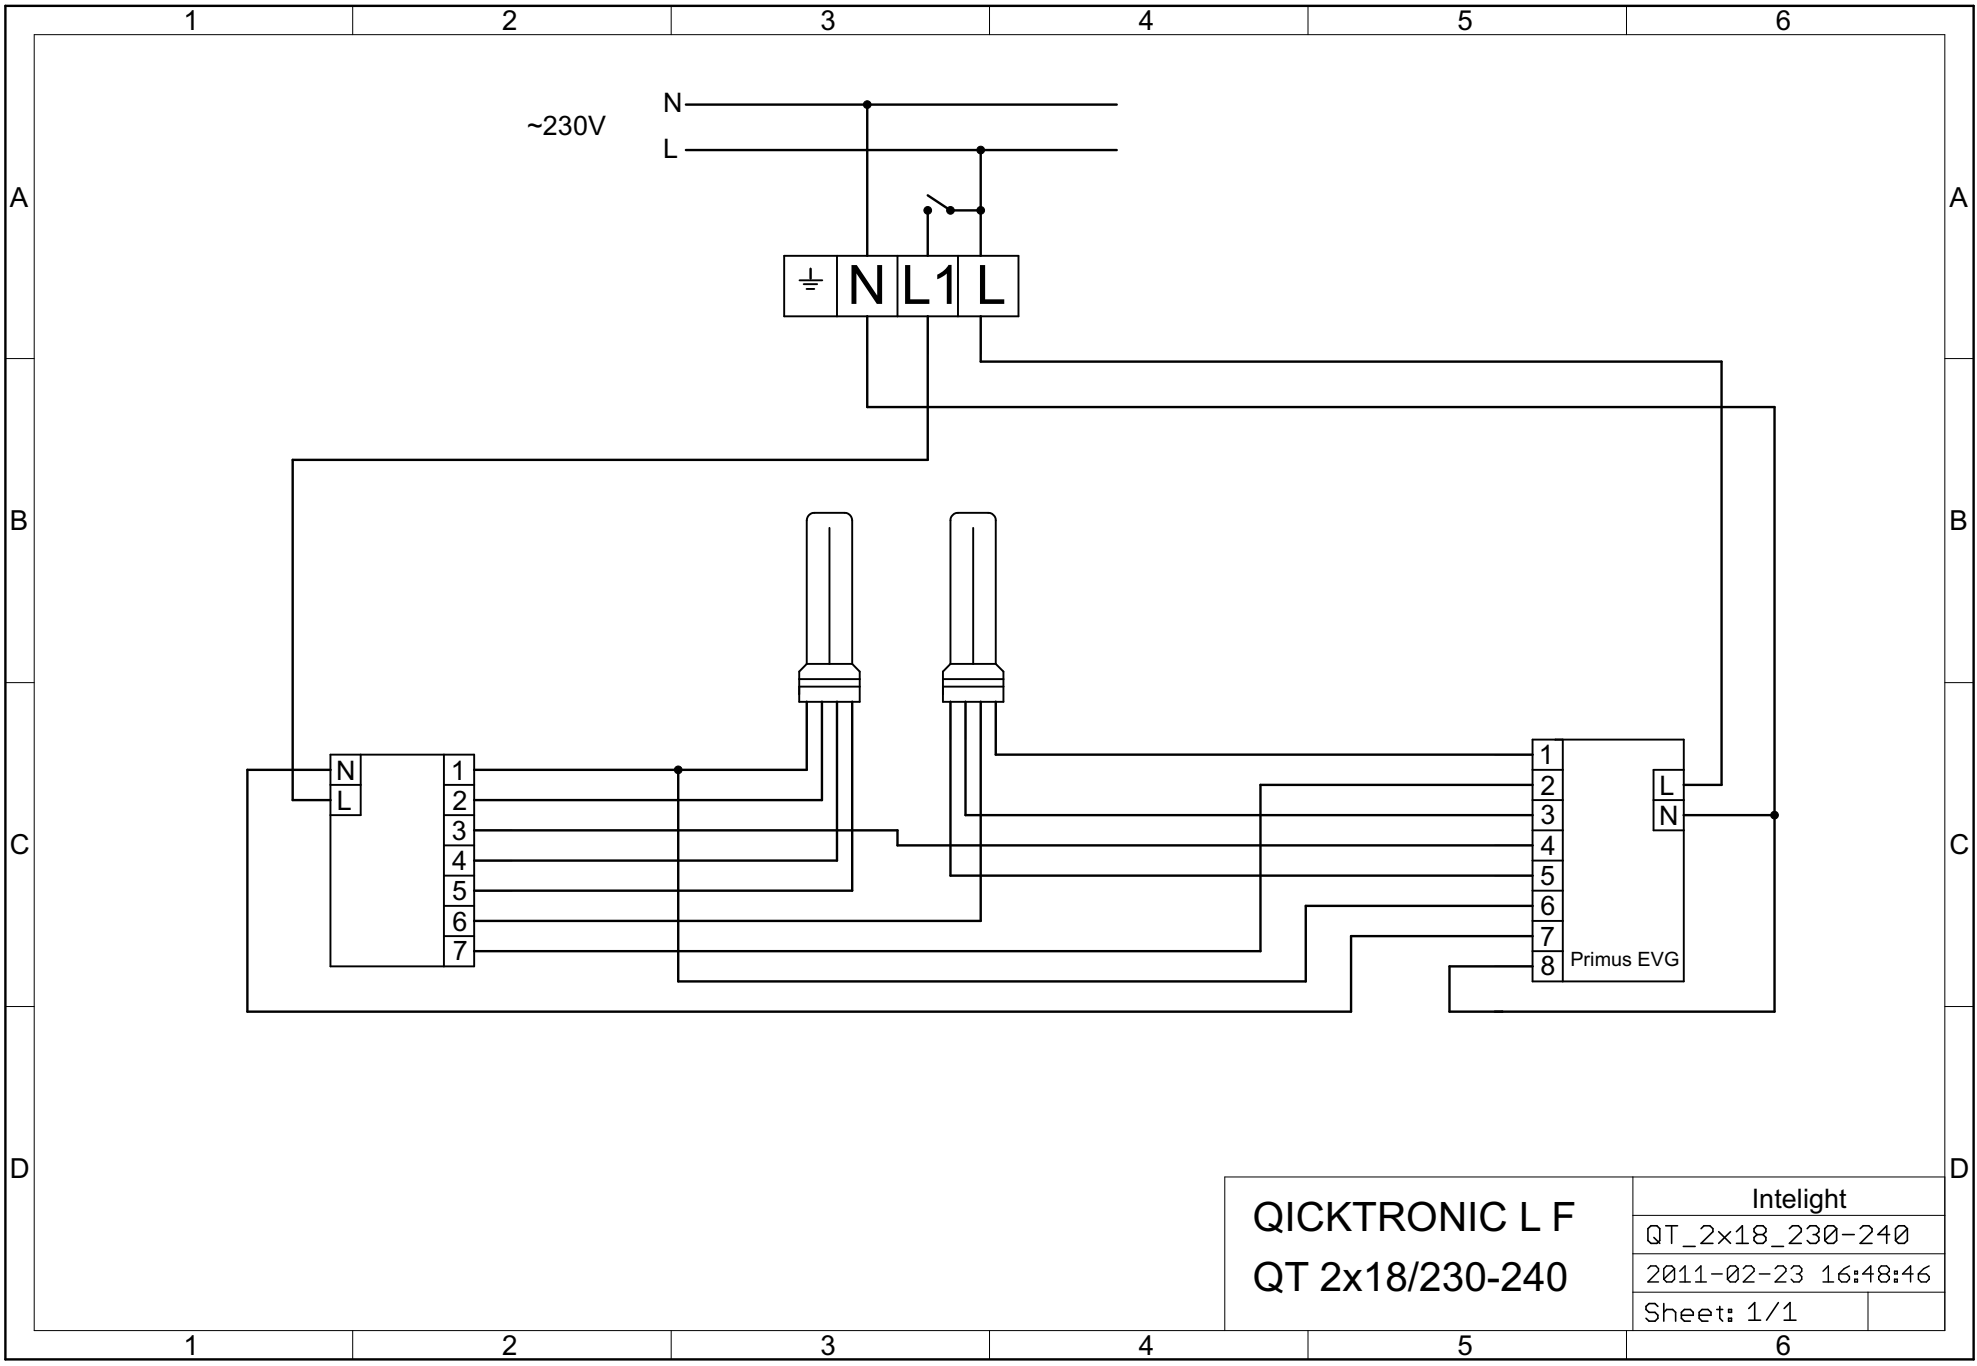 1 2 3 4 5 6
N
~230V
L
A A
N L1 L
B B
N 1
L 2
3
4
5
6
7
1
2 L
3 N
4
5
6
7
8 Primus EVG
C C
D D
QICKTRONIC L F
QT 2x18/230-240
Intelight
QT_2x18_230-240
2011-02-23 16:48:46
Sheet: 1/1
1 2 3 4 5 6